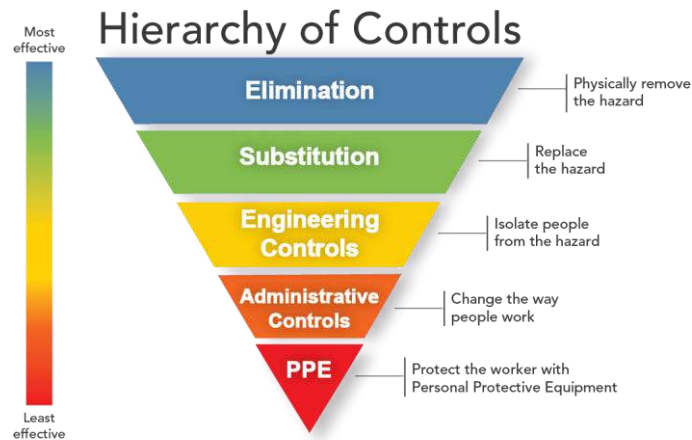 Hierarchy of Controls
Most
effective
Elimination
Physically remove
the hazard
Substitution
Replace
the hazard
Engineering
Controls
Isolate people
from the hazard
Administrative
Controls
Change the way
people work
PPE
Protect the worker with
Personal Protective Equipment
Least
effective